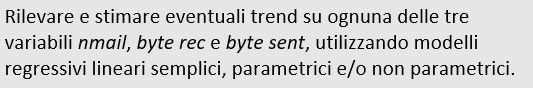 Rilevare e stimare eventuali trend su ognuna delle tre
variabili nmail, byte rec e byte sent, utilizzando modelli
regressivi lineari semplici, parametrici e/o non parametrici.